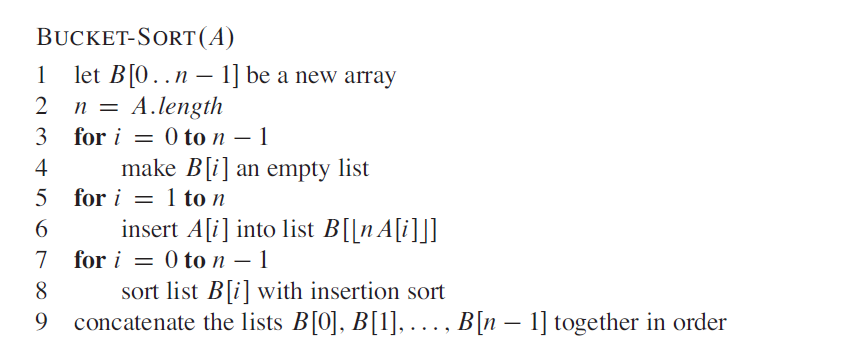 BUCKET-SORT(A)
1 let B[0..n − 1] be a new array
2 n = A.length
3 for i = 0 to n − 1
4 make B[i] an empty list
5 for i = 1 to n
6 insert A[i] into list B[⌊nA[i]⌋]
7 for i = 0 to n − 1
8 sort list B[i] with insertion sort
9 concatenate the lists B[0], B[1], . . . , B[n − 1] together in order